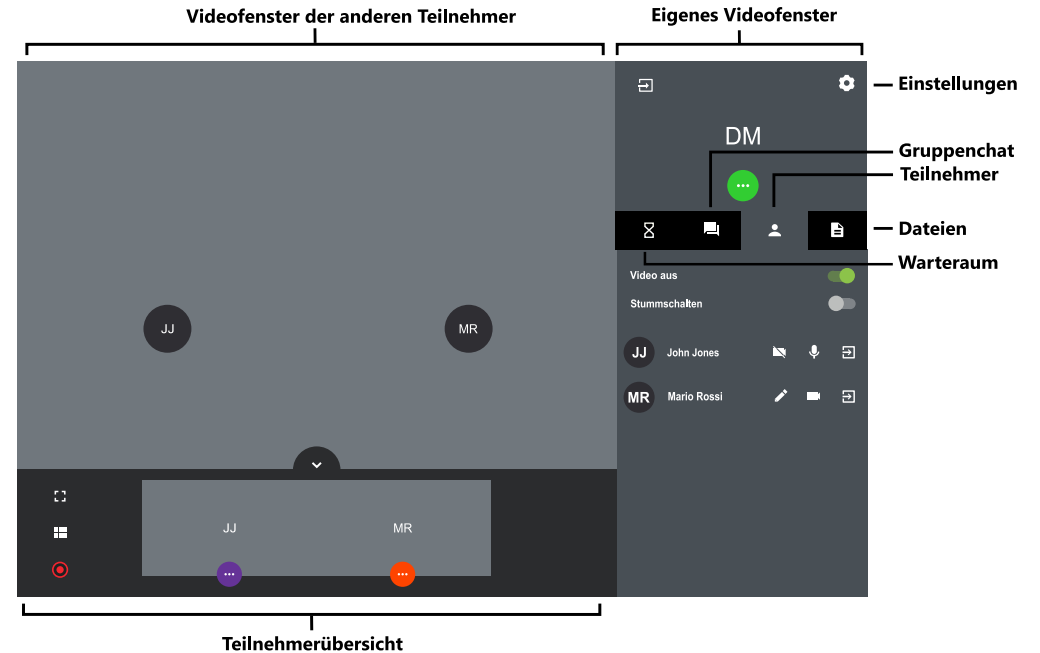 Videofenster der anderen Teilnehmer
Eigenes Videofenster
Einstellungen
DM
Gruppenchat
Teilnehmer
Dateien
Warteraum
Video aus
Stummschalten
JJ
MR
JJ John Jones
MR Mario Rossi
JJ
MR
Teilnehmerübersicht